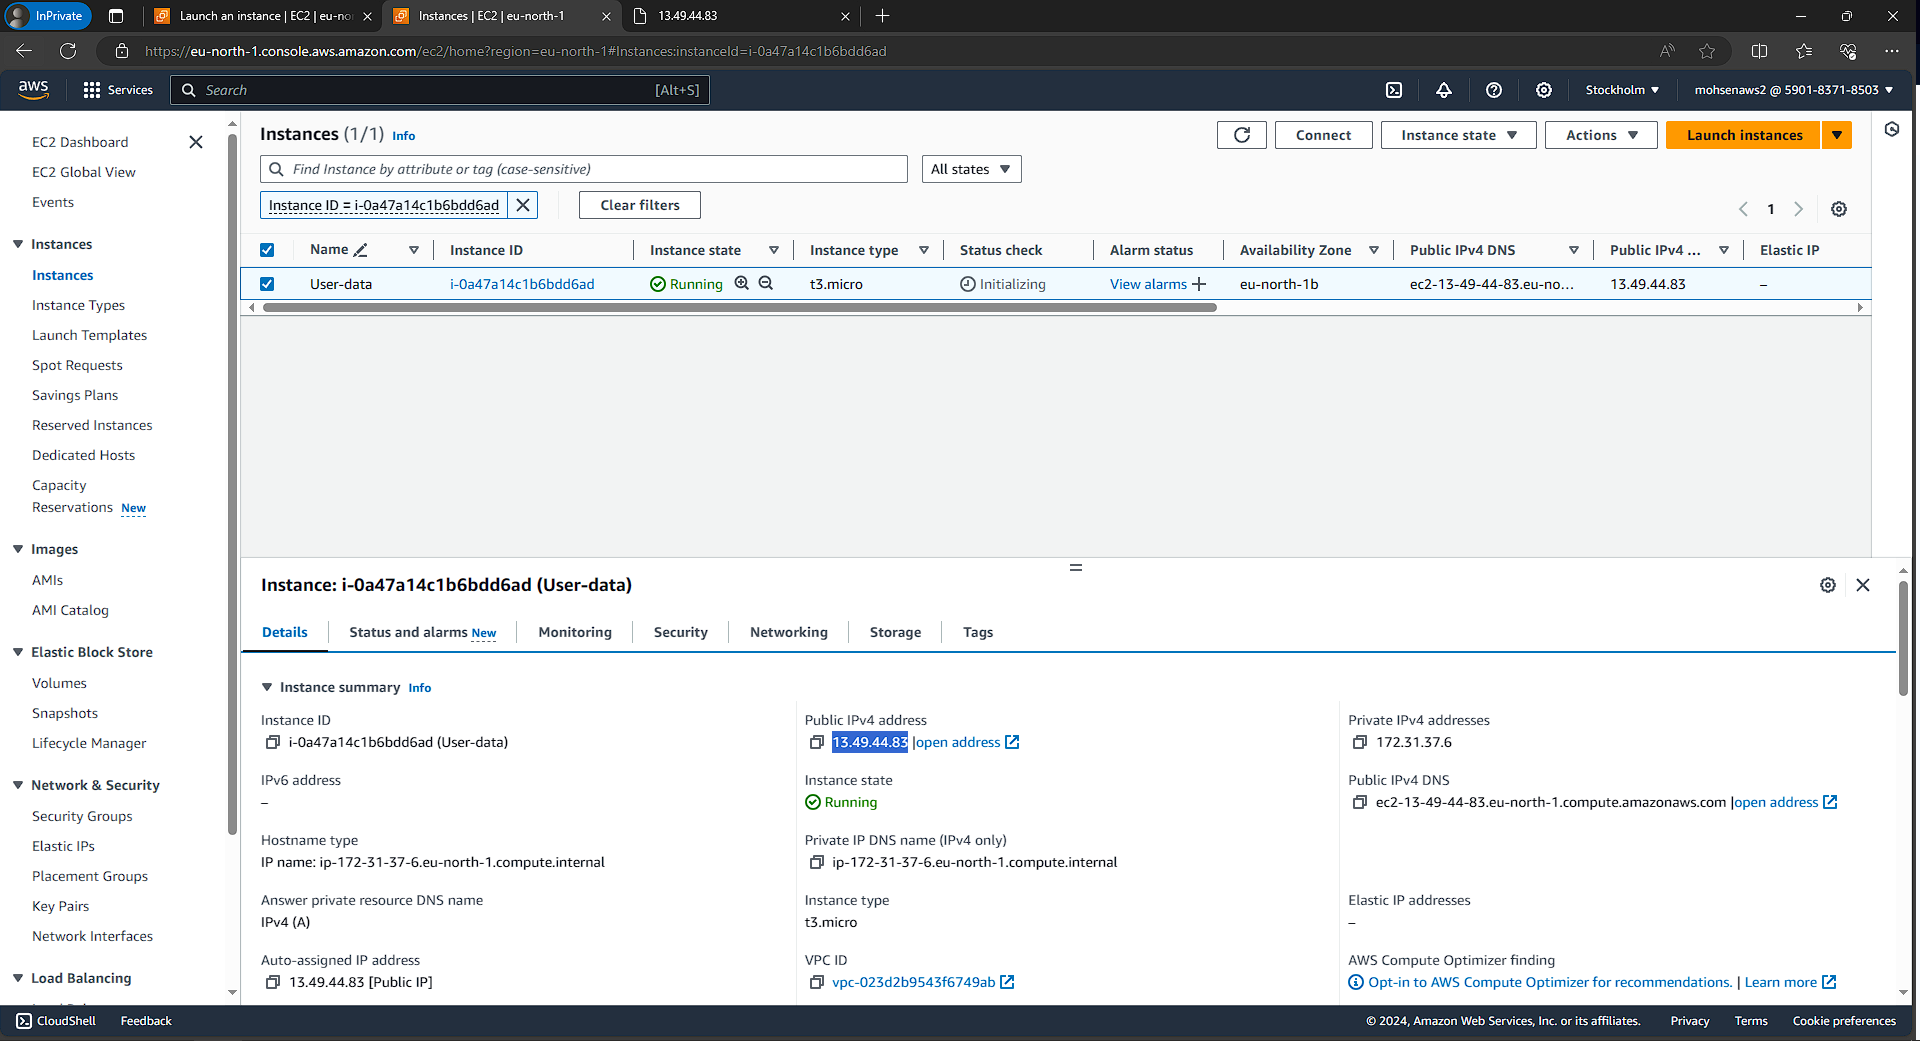 InPrivate
Launch an instance | EC2 | eu-no
Instances | EC2 | eu-north-1
13.49.44.83
https://eu-north-1.console.aws.amazon.com/ec2/home?region=eu-north-1#Instances:instanceId=i-0a47a14c1b6bdd6ad
aws Services Search [Alt+S] Stockholm mohsenaws2 @ 5901-8371-8503
EC2 Dashboard
EC2 Global View
Events
Instances
Instances
Instance Types
Launch Templates
Spot Requests
Savings Plans
Reserved Instances
Dedicated Hosts
Capacity
Reservations New
Images
AMIs
AMI Catalog
Elastic Block Store
Volumes
Snapshots
Lifecycle Manager
Network & Security
Security Groups
Elastic IPs
Placement Groups
Key Pairs
Network Interfaces
Load Balancing
Instances (1/1) Info
Connect Instance state Actions Launch instances
Find Instance by attribute or tag (case-sensitive) All states
Instance ID = i-0a47a14c1b6bdd6ad Clear filters
1
Name Instance ID Instance state Instance type Status check Alarm status Availability Zone Public IPv4 DNS Public IPv4 ... Elastic IP
User-data i-0a47a14c1b6bdd6ad Running t3.micro Initializing View alarms eu-north-1b ec2-13-49-44-83.eu-no... 13.49.44.83 –
Instance: i-0a47a14c1b6bdd6ad (User-data)
Details Status and alarms New Monitoring Security Networking Storage Tags
Instance summary Info
Instance ID
i-0a47a14c1b6bdd6ad (User-data)
Public IPv4 address
13.49.44.83 |open address
Private IPv4 addresses
172.31.37.6
IPv6 address
–
Instance state
Running
Public IPv4 DNS
ec2-13-49-44-83.eu-north-1.compute.amazonaws.com |open address
Hostname type
IP name: ip-172-31-37-6.eu-north-1.compute.internal
Private IP DNS name (IPv4 only)
ip-172-31-37-6.eu-north-1.compute.internal
Answer private resource DNS name
IPv4 (A)
Instance type
t3.micro
Elastic IP addresses
–
Auto-assigned IP address
13.49.44.83 [Public IP]
VPC ID
vpc-023d2b9543f6749ab
AWS Compute Optimizer finding
Opt-in to AWS Compute Optimizer for recommendations. | Learn more
CloudShell Feedback © 2024, Amazon Web Services, Inc. or its affiliates. Privacy Terms Cookie preferences